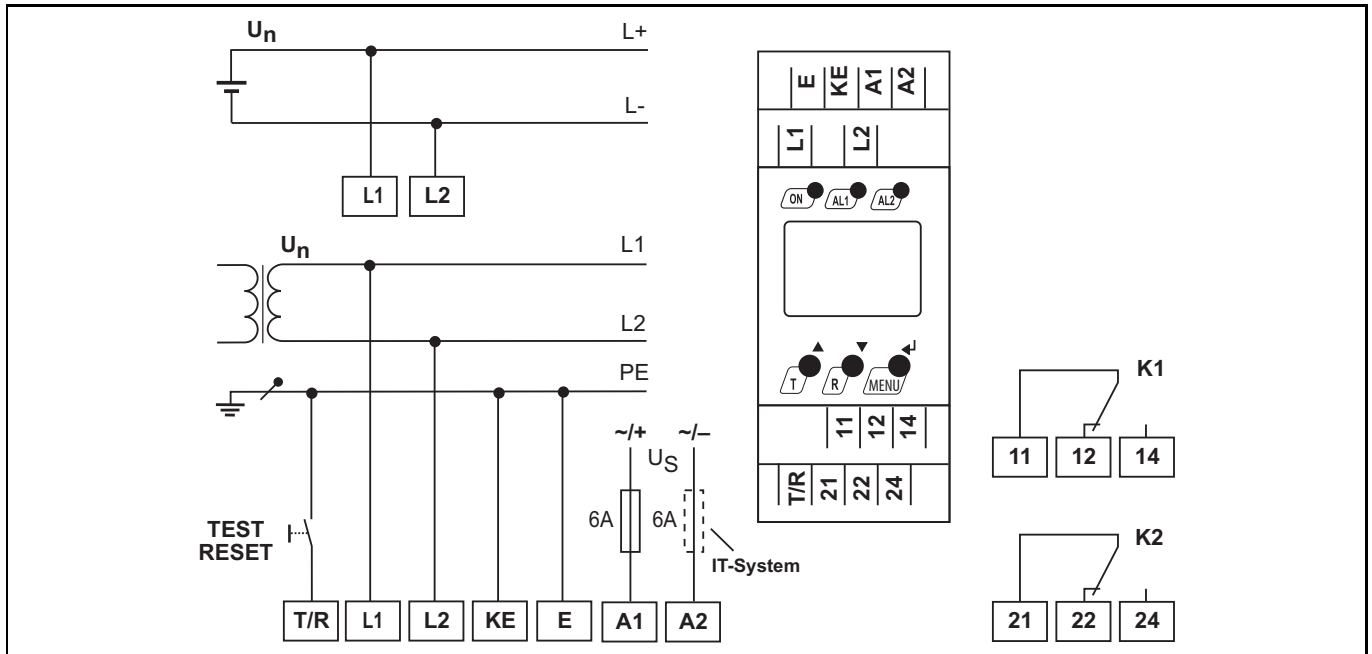 Un
L+
L-
L1 L2
Un
L1
L2
PE
~/+ ~/–
US
6A 6A
IT-System
TEST
RESET
T/R L1 L2 KE E A1 A2
E KE A1 A2
L1 L2
ON AL1 AL2
T R MENU
11 12 14
T/R 21 22 24
K1
11 12 14
K2
21 22 24